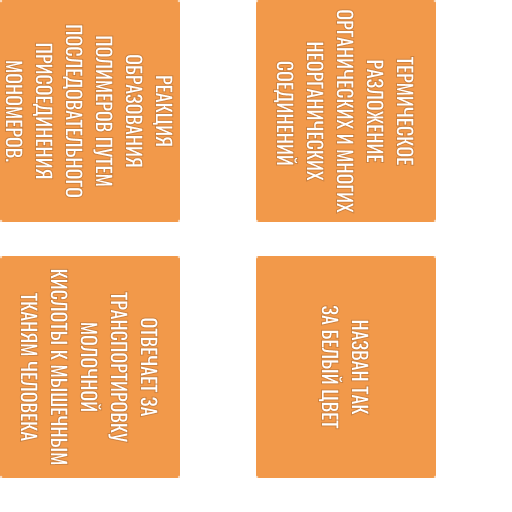 РЕАКЦИЯ
ОБРАЗОВАНИЯ
ПОЛИМЕРОВ ПУТЕМ
ПОСЛЕДОВАТЕЛЬНОГО
ПРИСОЕДИНЕНИЯ
МОНОМЕРОВ.
ТЕРМИЧЕСКОЕ
РАЗЛОЖЕНИЕ
ОРГАНИЧЕСКИХ И МНОГИХ
НЕОРГАНИЧЕСКИХ
СОЕДИНЕНИЙ
ОТВЕЧАЕТ ЗА
ТРАНСПОРТИРОВКУ
МОЛОЧНОЙ
КИСЛОТЫ К МЫШЕЧНЫМ
ТКАНЯМ ЧЕЛОВЕКА
НАЗВАН ТАК
ЗА БЕЛЫЙ ЦВЕТ